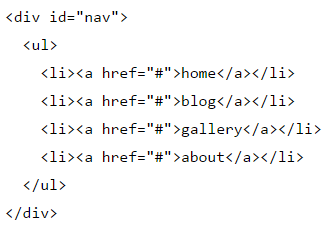 <div id="nav">
  <ul>
    <li><a href="#">home</a></li>
    <li><a href="#">blog</a></li>
    <li><a href="#">gallery</a></li>
    <li><a href="#">about</a></li>
  </ul>
</div>